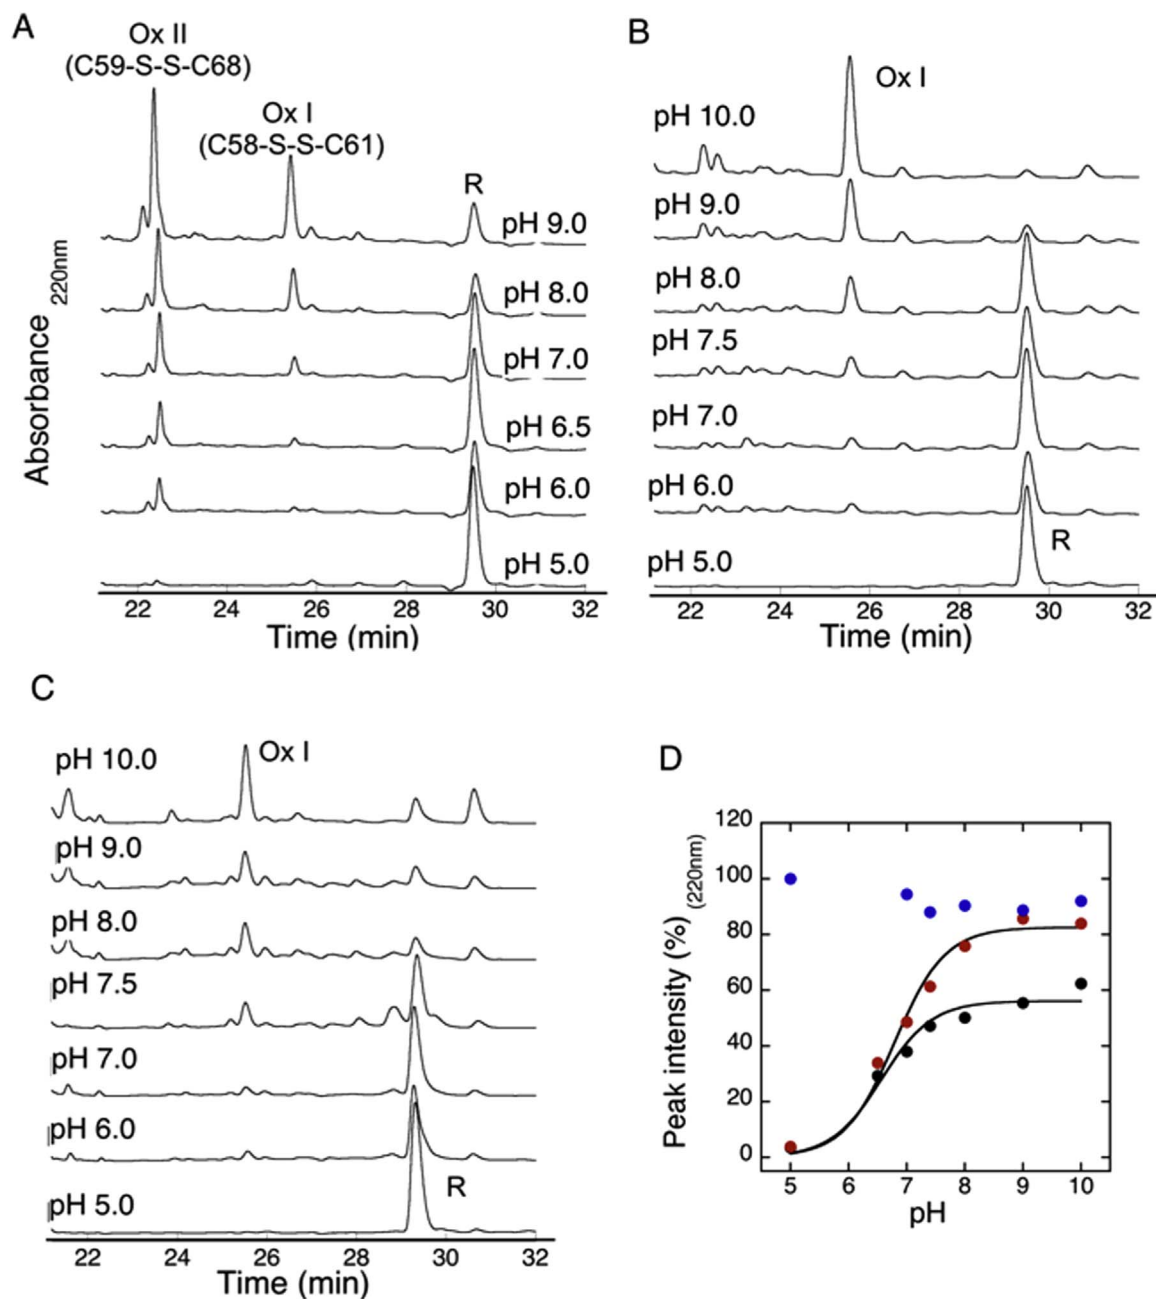 A
Ox II
(C59-S-S-C68)
Ox I
(C58-S-S-C61)
R
pH 9.0
pH 8.0
pH 7.0
pH 6.5
pH 6.0
pH 5.0
Absorbance 220nm
22 24 26 28 30 32
Time (min)
B
Ox I
pH 10.0
pH 9.0
pH 8.0
pH 7.5
pH 7.0
pH 6.0
R
pH 5.0
22 24 26 28 30 32
Time (min)
C
Ox I
pH 10.0
pH 9.0
pH 8.0
pH 7.5
pH 7.0
pH 6.0
R
pH 5.0
22 24 26 28 30 32
Time (min)
D
Peak intensity (%) (220nm)
120
100
80
60
40
20
0
5 6 7 8 9 10
pH